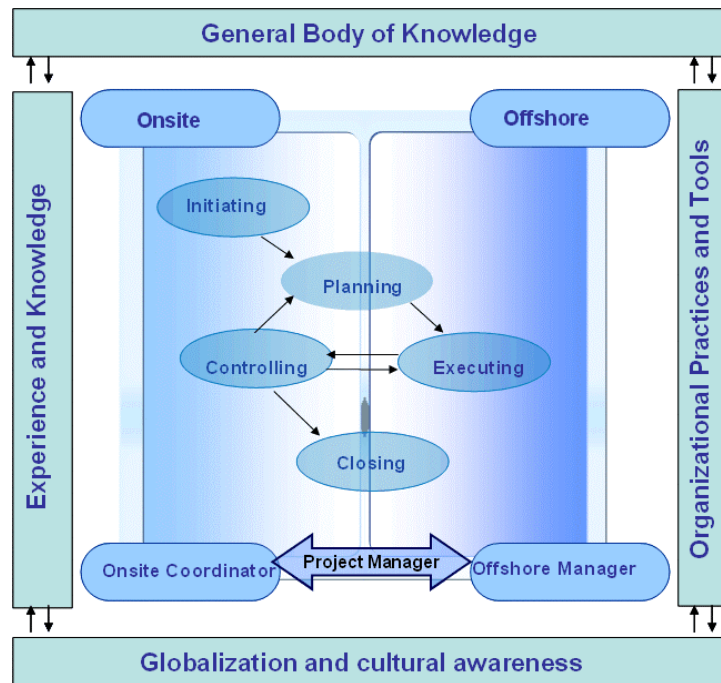 General Body of Knowledge
Onsite
Offshore
Experience and Knowledge
Organizational Practices and Tools
Initiating
Planning
Controlling
Executing
Closing
Onsite Coordinator
Project Manager
Offshore Manager
Globalization and cultural awareness